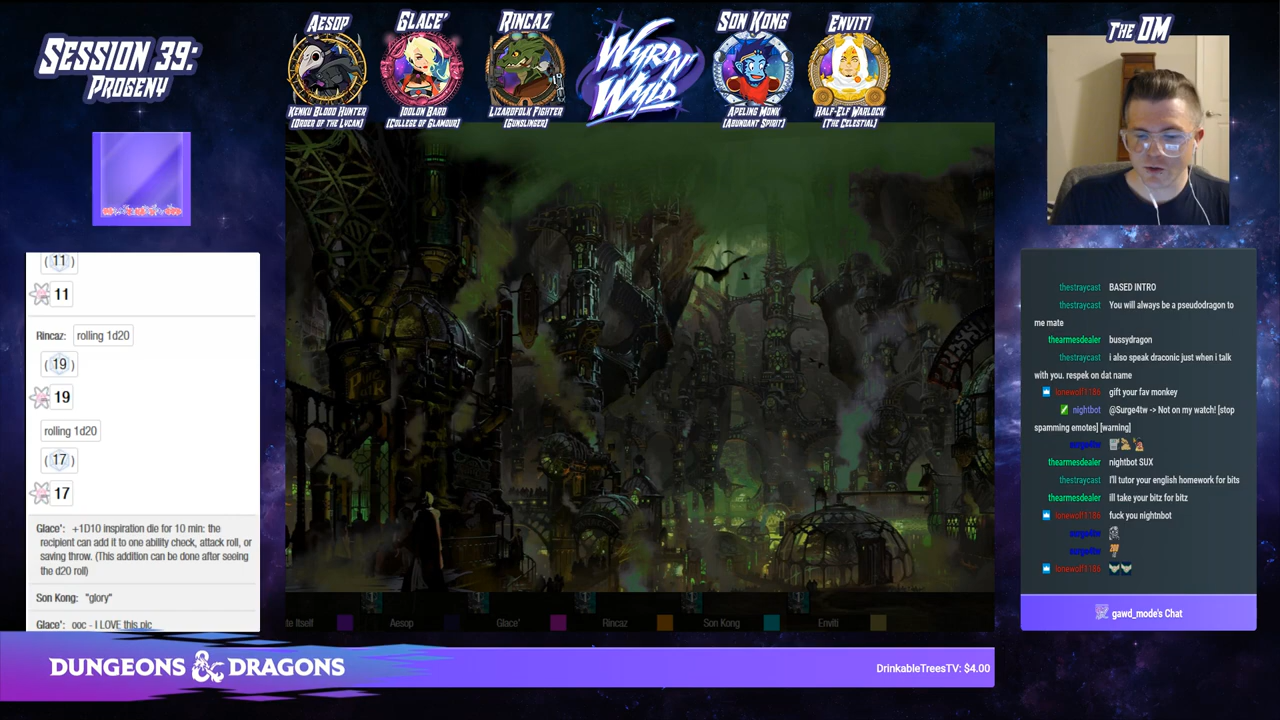 SESSION 39:
PROGENY
AESOP
KENKU BLOOD HUNTER
[ORDER OF THE LYCAN]
GLACE'
IDOLON BARD
[COLLEGE OF GLAMOUR]
RINCAZ
LIZARDFOLK FIGHTER
[GUNSLINGER]
WYRD N'
WYLD
SON KONG
APELING MONK
[ABUNDANT SPIRIT]
ENVITI
HALF-ELF WARLOCK
[THE CELESTIAL]
THE DM
(11)
11
Rincaz: rolling 1d20
(19)
19
rolling 1d20
(17)
17
Glace': +1D10 inspiration die for 10 min: the
recipient can add it to one ability check, attack roll, or
saving throw. (This addition can be done after seeing
the d20 roll)
Son Kong: "glory"
Glace': ooc - I LOVE this pic
te Itself
Aesop
Glace'
Rincaz
Son Kong
Enviti
thestraycast BASED INTRO
thestraycast You will always be a pseudodragon to
me mate
thearmesdealer bussydragon
thestraycast i also speak draconic just when i talk
with you. respek on dat name
lonewolf1186 gift your fav monkey
nightbot @Surge4tw -> Not on my watch! [stop
spamming emotes] [warning]
surge4tw
thearmesdealer nightbot SUX
thestraycast I'll tutor your english homework for bits
thearmesdealer ill take your bitz for bitz
lonewolf1186 fuck you nightnbot
surge4tw
surge4tw
lonewolf1186
gawd_mode's Chat
DUNGEONS & DRAGONS
DrinkableTreesTV: $4.00